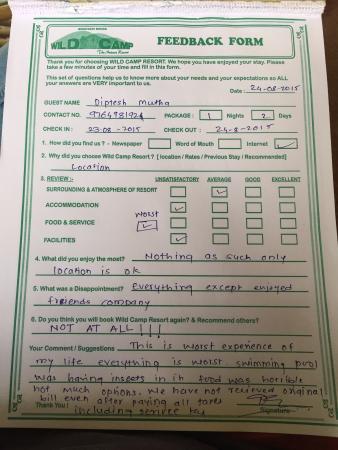 WILD CAMP
FEEDBACK FORM
Thank you for choosing WILD CAMP RESORT. We hope you have enjoyed your stay. Please
take a few minutes of your time and fill in this form.
This set of questions help us to know more about your needs and your expectations so ALL
your answers are VERY important to us.
Date : 24-08-2015
GUEST NAME Diptesh Mutha
CONTACT NO. PACKAGE : 1 Nights 2 Days
CHECK IN : 23-08-2015 CHECK OUT : 24-8-2015
1. How did you find us? - Newspaper Word of Mouth Internet ✓
2. Why did you choose Wild Camp Resort? [ location / Rates / Previous Stay / Recommended]
Location
3. REVIEW :- UNSATISFACTORY AVERAGE GOOD EXCELLENT
SURROUNDING & ATMOSPHERE OF RESORT ✓
ACCOMMODATION ✓
worst
FOOD & SERVICE ✓
FACILITIES ✓
4. What did you enjoy the most? Nothing as such only
location is ok
5. What was a Disappointment? Everything except enjoyed
friends company
6. Do you think you will book Wild Camp Resort again? & Recommend others?
NOT AT ALL !!!
Your Comment / Suggestions This is worst experience of
my life everything is worst swimming pool
was having insects in it food was horrible
not much options. We have not recieved original
bill even after paying all taxes
Thank You ! including service tax Signature